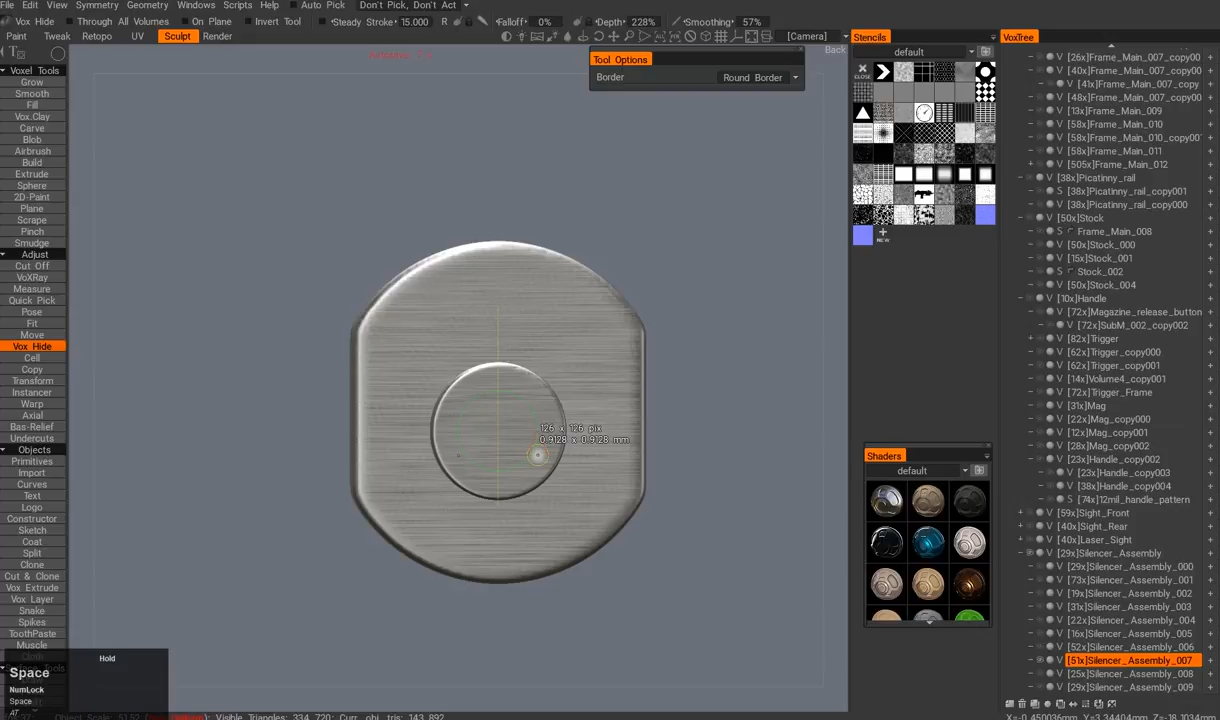 File Edit View Symmetry Geometry Windows Scripts Help Auto Pick Don't Pick, Don't Act
Vox Hide Through All Volumes On Plane Invert Tool Steady Stroke 15.000 R Falloff 0% Depth 228% Smoothing 57%
Paint Tweak Retopo UV Sculpt Render [Camera]
Back
Tool Options
Border Round Border
Voxel Tools
Grow
Smooth
Fill
Vox.Clay
Carve
Blob
Airbrush
Build
Extrude
Sphere
2D-Paint
Plane
Scrape
Pinch
Smudge
Adjust
Cut Off
VoXRay
Measure
Quick Pick
Pose
Fit
Move
Vox Hide
Cell
Copy
Transform
Instancer
Warp
Axial
Bas-Relief
Undercuts
Objects
Primitives
Import
Curves
Text
Logo
Constructor
Sketch
Coat
Split
Clone
Cut & Clone
Vox Extrude
Vox Layer
Snake
Spikes
ToothPaste
Muscle
Hold
Space
NumLock
Space
126 x 126 pix
0.9128 x 0.9128 mm
Visible Triangles: 334,720; Curr. obj. tris: 143,892
Stencils
default
CLOSE
NEW
Shaders
default
VoxTree
V [26x]Frame_Main_007_copy00
V [40x]Frame_Main_007_copy00
V [41x]Frame_Main_007_copy
V [48x]Frame_Main_007_copy00
V [13x]Frame_Main_009
V [58x]Frame_Main_010
V [58x]Frame_Main_010_copy00
V [58x]Frame_Main_011
V [505x]Frame_Main_012
V [38x]Picatinny_rail
S [38x]Picatinny_rail_copy001
V [38x]Picatinny_rail_copy000
V [50x]Stock
S Frame_Main_008
V [50x]Stock_000
V [15x]Stock_001
S Stock_002
V [50x]Stock_004
V [10x]Handle
V [72x]Magazine_release_button
V [72x]SubM_002_copy002
V [82x]Trigger
V [62x]Trigger_copy000
V [62x]Trigger_copy001
V [14x]Volume4_copy001
V [72x]Trigger_Frame
V [31x]Mag
V [22x]Mag_copy000
V [12x]Mag_copy001
V [28x]Mag_copy002
V [23x]Handle_copy002
V [23x]Handle_copy003
V [38x]Handle_copy004
S [74x]12mil_handle_pattern
V [59x]Sight_Front
V [40x]Sight_Rear
V [40x]Laser_Sight
V [29x]Silencer_Assembly
V [29x]Silencer_Assembly_000
V [73x]Silencer_Assembly_001
V [19x]Silencer_Assembly_002
V [31x]Silencer_Assembly_003
V [22x]Silencer_Assembly_004
V [16x]Silencer_Assembly_005
V [52x]Silencer_Assembly_006
V [51x]Silencer_Assembly_007
V [25x]Silencer_Assembly_008
V [29x]Silencer_Assembly_009